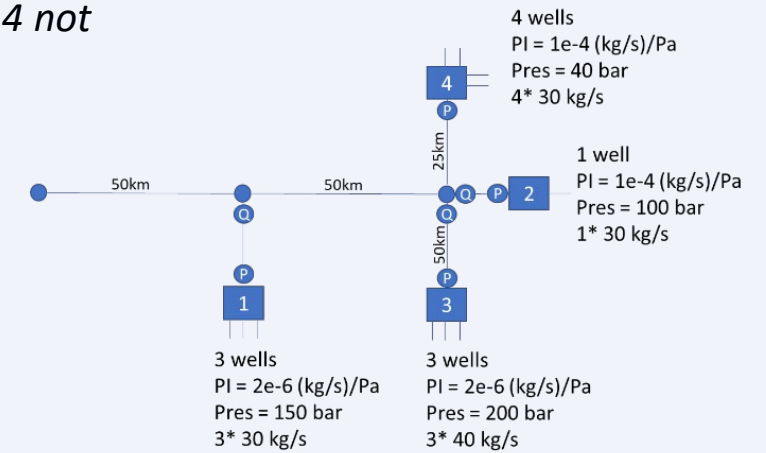 4 not
4 wells
PI = 1e-4 (kg/s)/Pa
Pres = 40 bar
4* 30 kg/s
4
P
25km
1 well
PI = 1e-4 (kg/s)/Pa
Pres = 100 bar
1* 30 kg/s
50km
50km
Q
P
2
Q
Q
50km
P
P
1
3
3 wells
PI = 2e-6 (kg/s)/Pa
Pres = 150 bar
3* 30 kg/s
3 wells
PI = 2e-6 (kg/s)/Pa
Pres = 200 bar
3* 40 kg/s